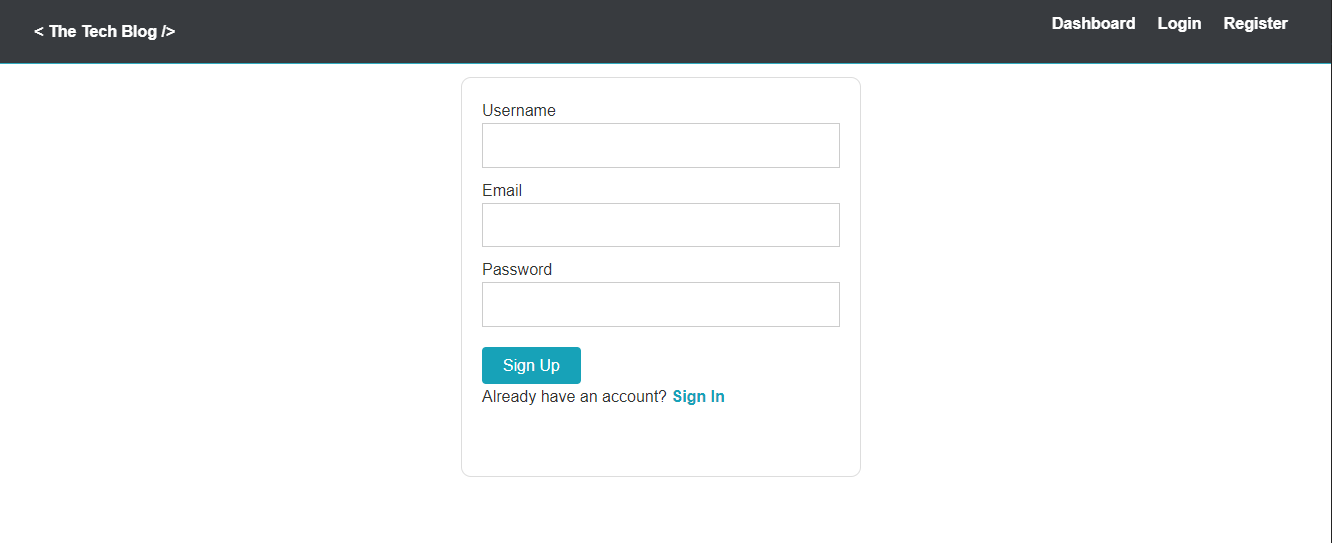 < The Tech Blog />
Dashboard Login Register
Username
Email
Password
Sign Up
Already have an account? Sign In